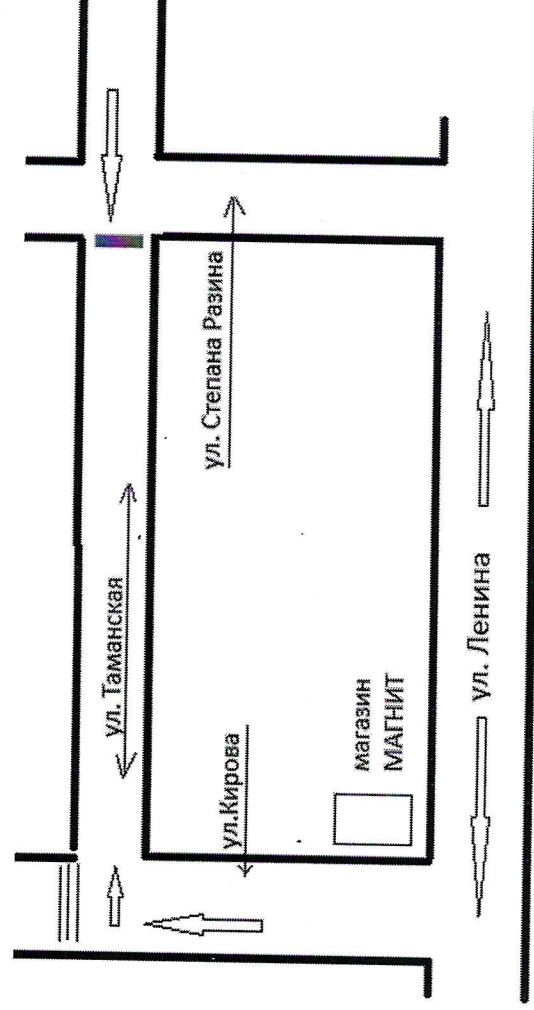 ул. Таманская
ул. Степана Разина
ул.Кирова
магазин
МАГНИТ
ул. Ленина